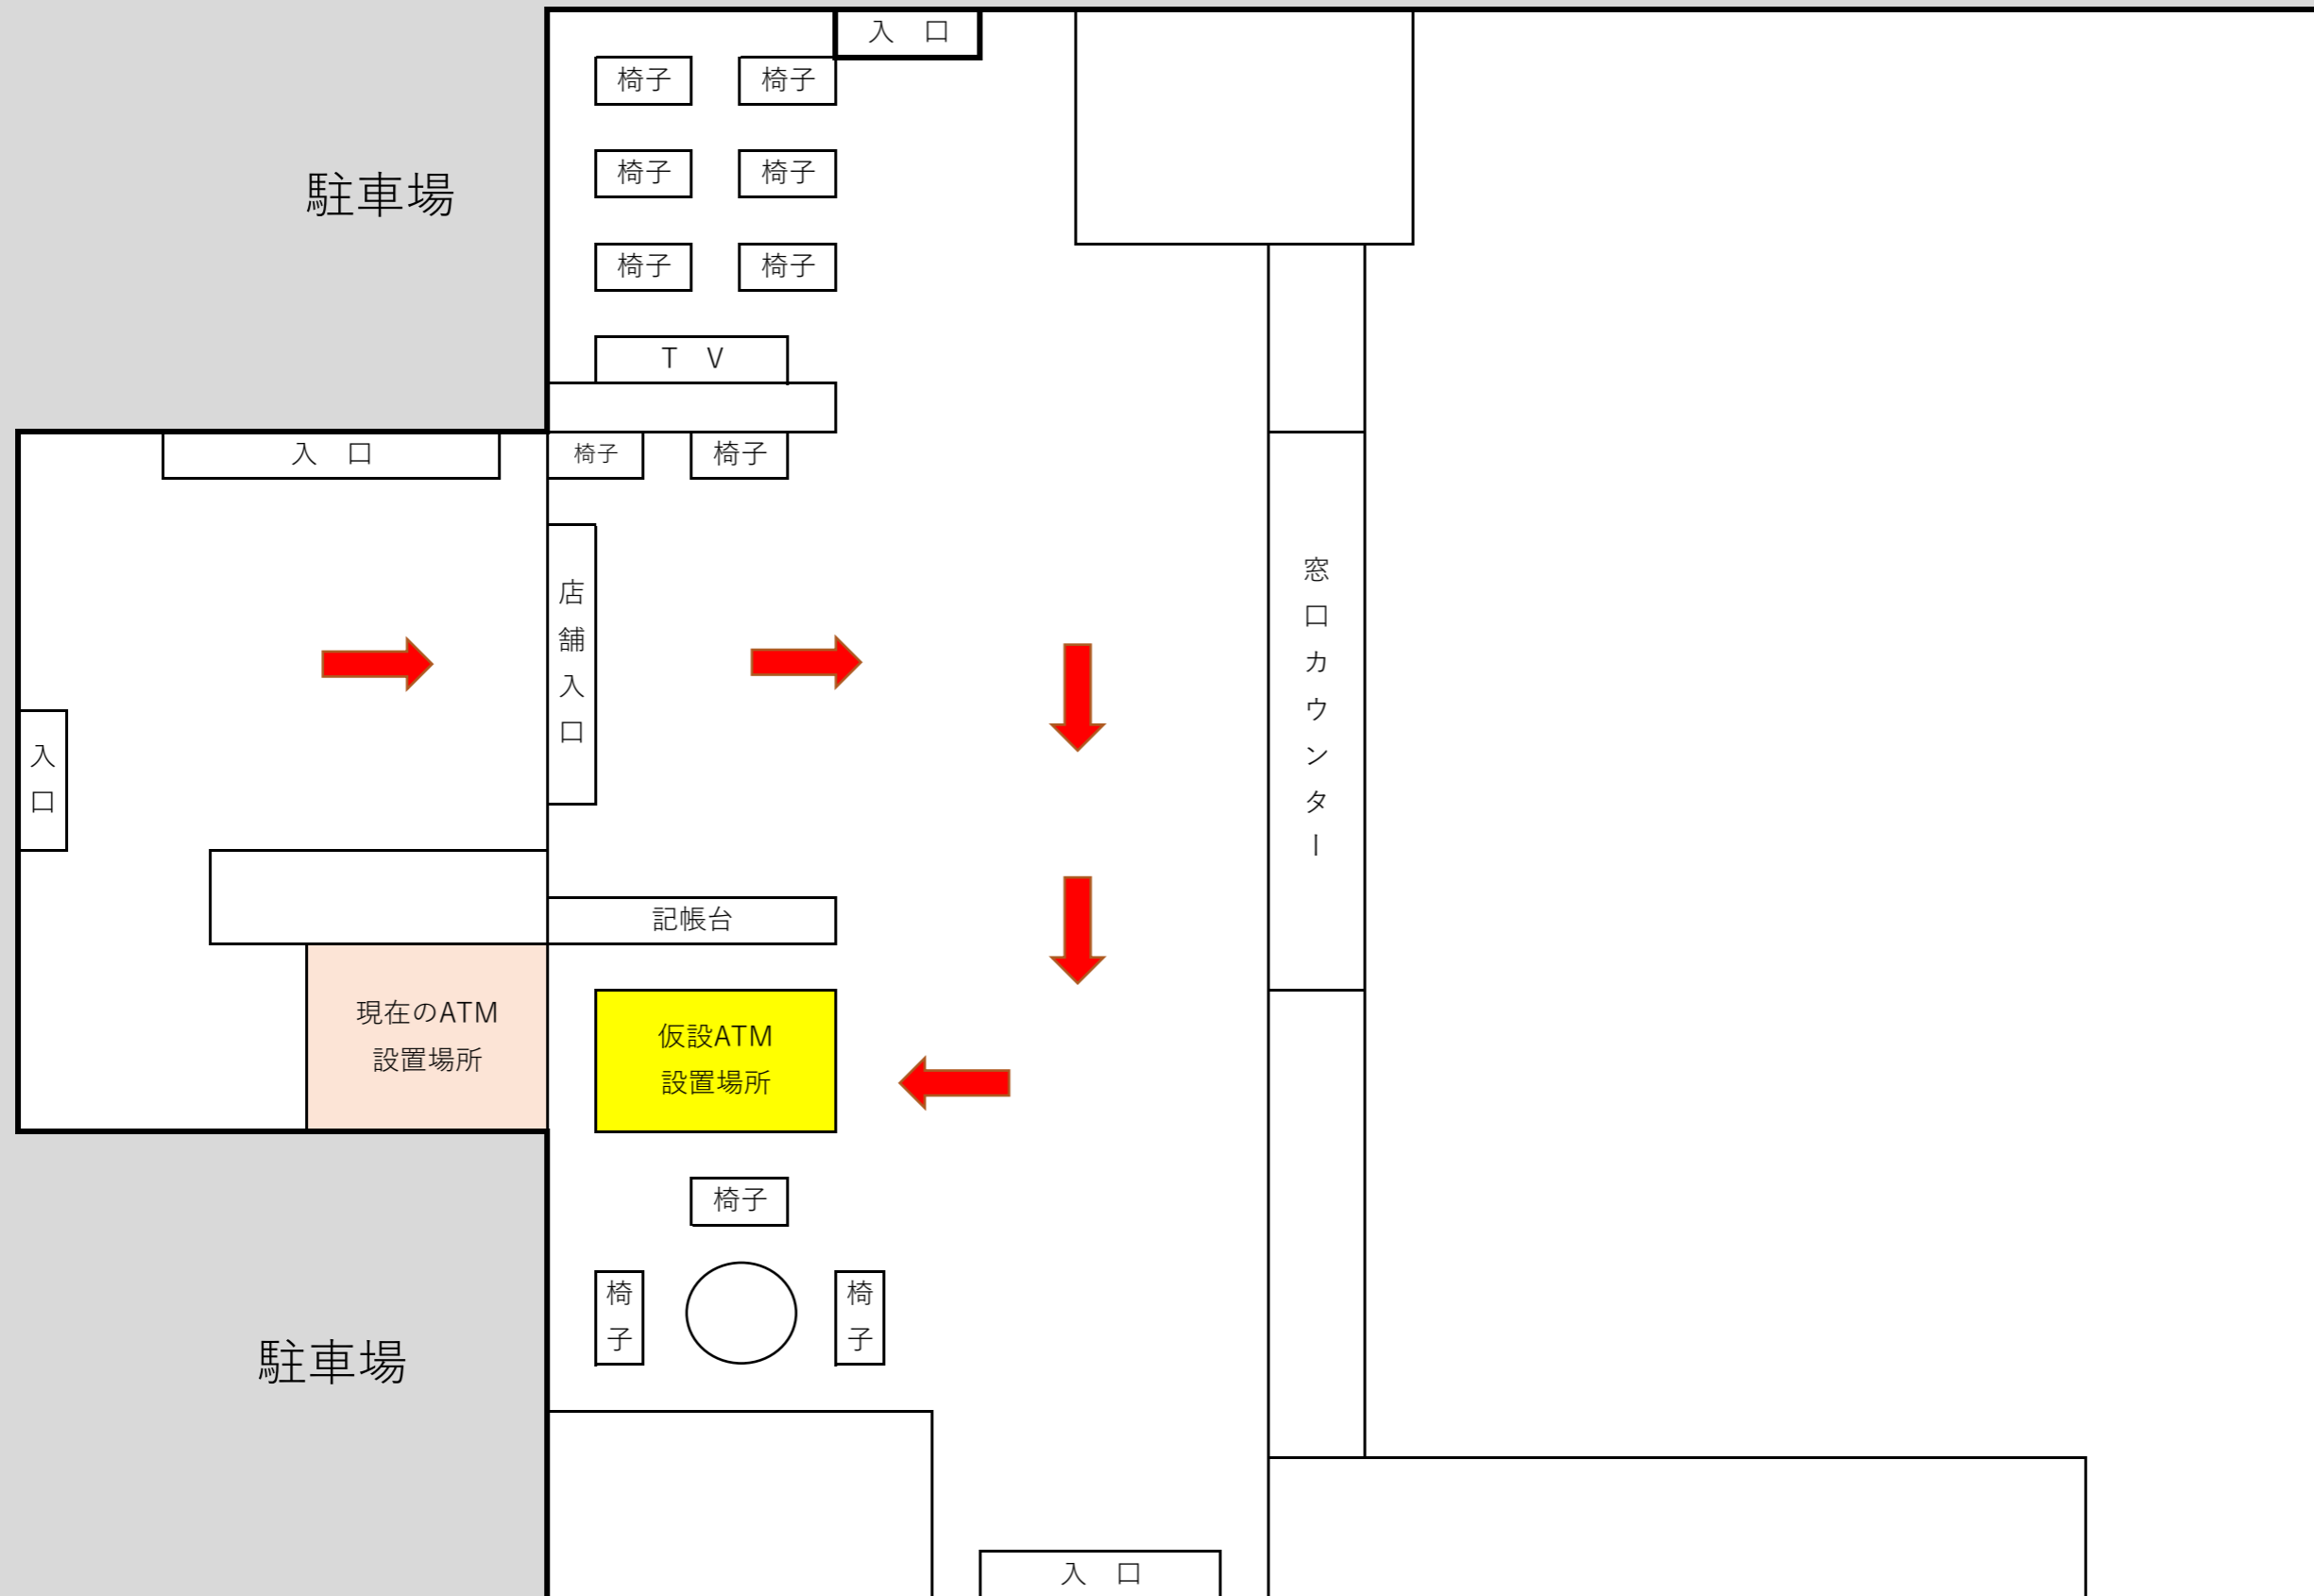 入　口
椅子
椅子
椅子
椅子
駐車場
椅子
椅子
Ｔ　Ｖ
入　口
椅子
椅子
店舗入口
窓口カウンター
入口
記帳台
現在のATM
設置場所
仮設ATM
設置場所
椅子
椅子
椅子
駐車場
入　口